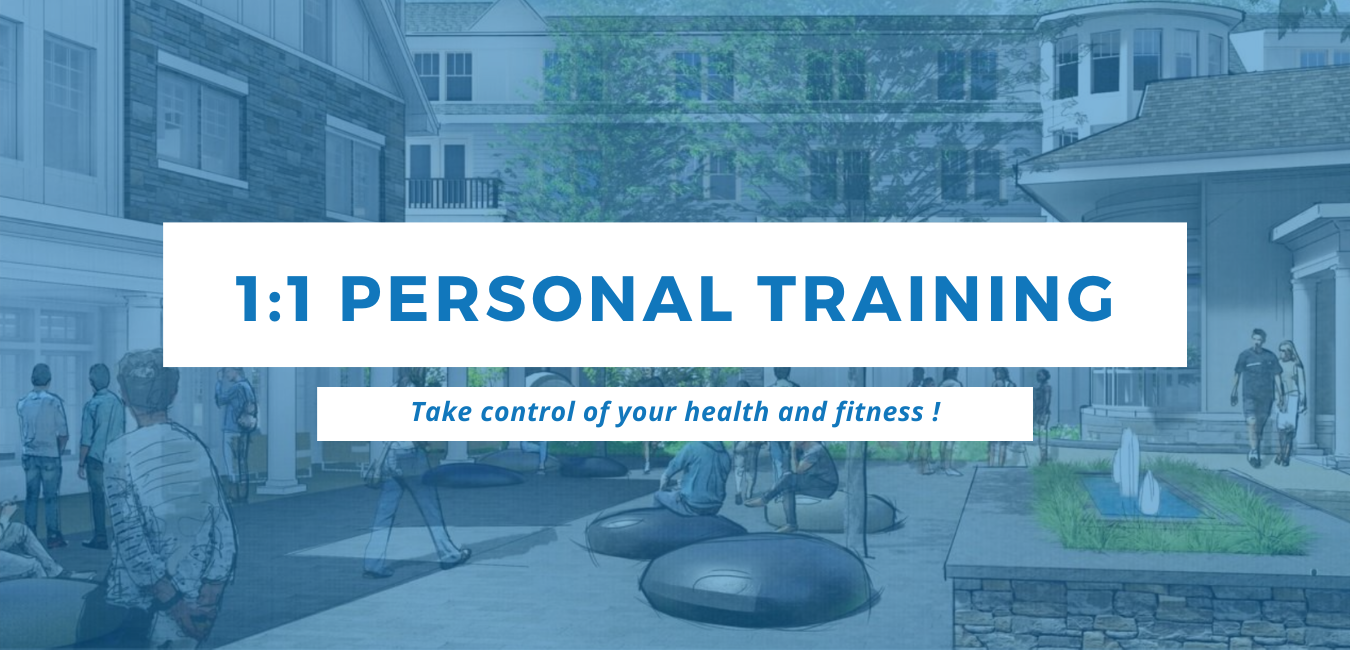 1:1 PERSONAL TRAINING
Take control of your health and fitness !